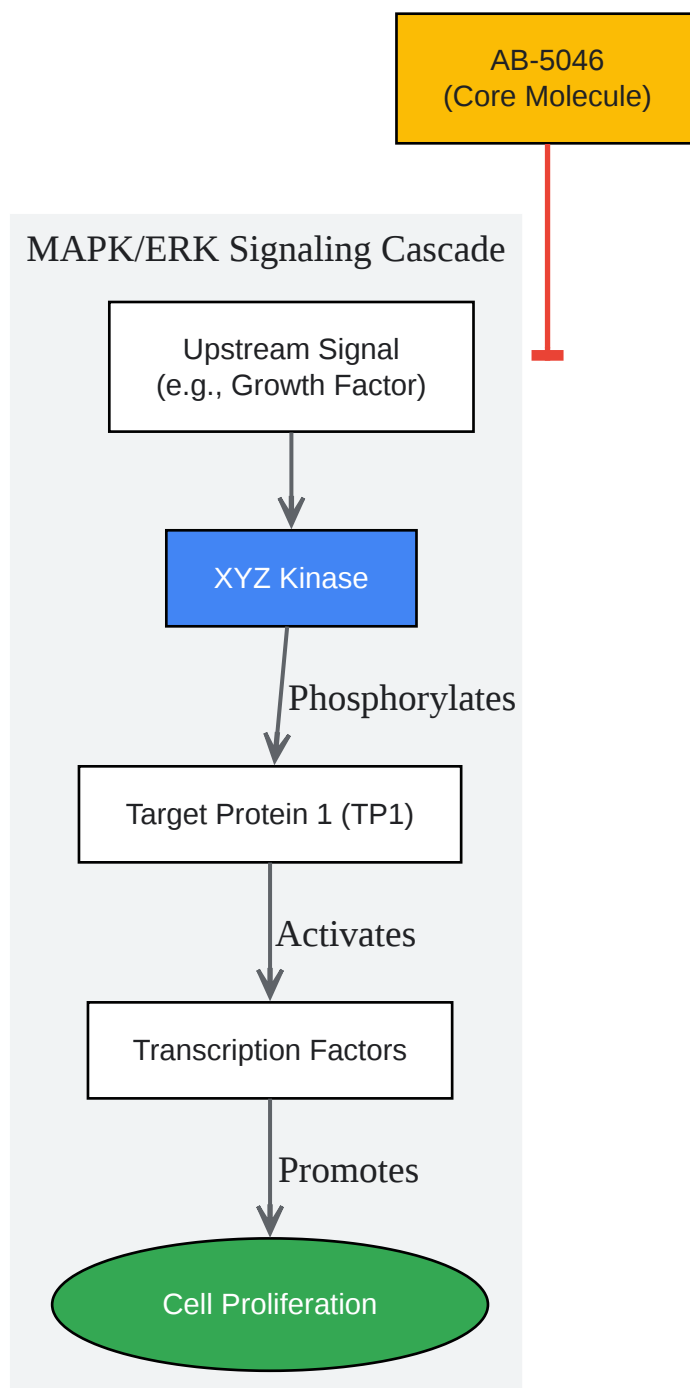 AB-5046
(Core Molecule)
MAPK/ERK Signaling Cascade
Upstream Signal
(e.g., Growth Factor)
XYZ Kinase
Phosphorylates
Target Protein 1 (TP1)
Activates
Transcription Factors
Promotes
Cell Proliferation